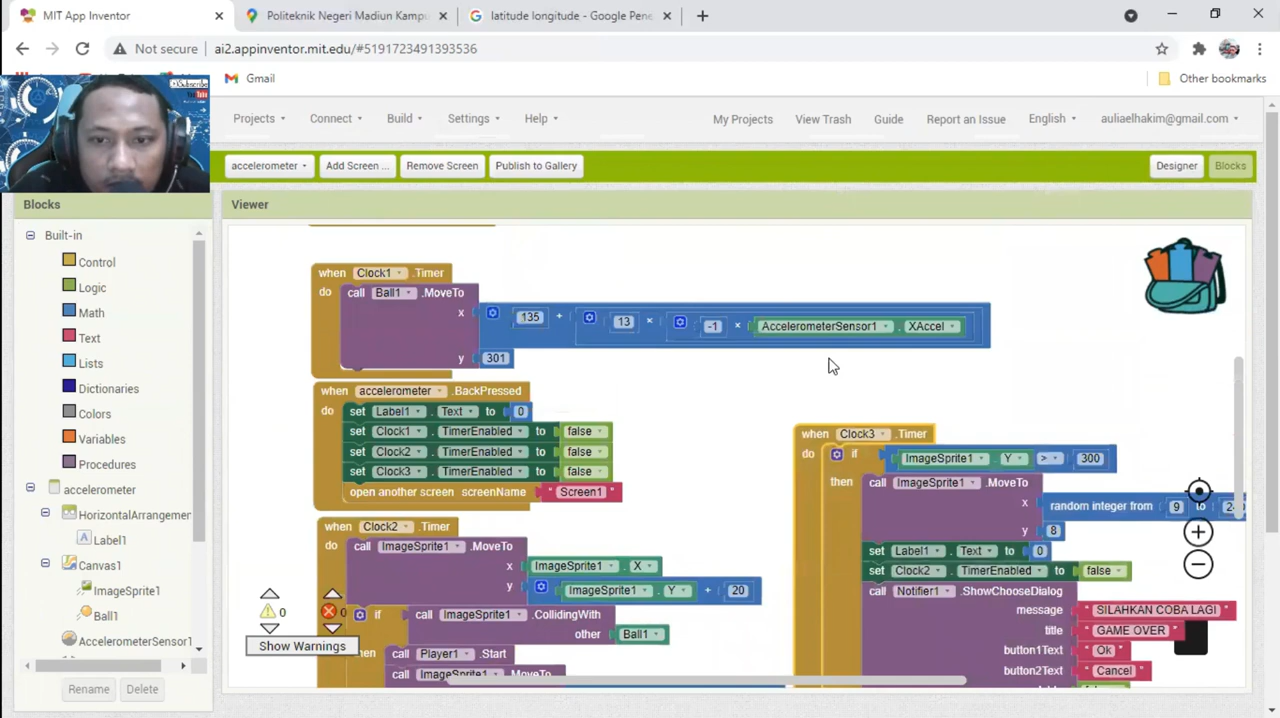 MIT App Inventor
Politeknik Negeri Madiun Kampu
latitude longitude - Google Pene
Not secure
ai2.appinventor.mit.edu/#5191723491393536
Gmail
Other bookmarks
Subscribe
Projects
Connect
Build
Settings
Help
My Projects
View Trash
Guide
Report an Issue
English
auliaelhakim@gmail.com
accelerometer
Add Screen ...
Remove Screen
Publish to Gallery
Designer
Blocks
Blocks
Viewer
Built-in
Control
Logic
Math
Text
Lists
Dictionaries
Colors
Variables
Procedures
accelerometer
HorizontalArrangemen
Label1
Canvas1
ImageSprite1
Ball1
AccelerometerSensor1
Rename
Delete
when Clock1 .Timer
do call Ball1 .MoveTo
x 135 + 13 × -1 × AccelerometerSensor1 . XAccel
y 301
when accelerometer .BackPressed
do set Label1 . Text to 0
set Clock1 . TimerEnabled to false
set Clock2 . TimerEnabled to false
set Clock3 . TimerEnabled to false
open another screen screenName " Screen1 "
when Clock2 .Timer
do call ImageSprite1 .MoveTo
x ImageSprite1 . X
y ImageSprite1 . Y + 20
if call ImageSprite1 .CollidingWith
other Ball1
call Player1 .Start
call ImageSprite1 .MoveTo
when Clock3 .Timer
do if ImageSprite1 . Y > 300
then call ImageSprite1 .MoveTo
x random integer from 9 to
y 8
set Label1 . Text to 0
set Clock2 . TimerEnabled to false
call Notifier1 .ShowChooseDialog
message " SILAHKAN COBA LAGI "
title " GAME OVER "
button1Text " Ok "
button2Text " Cancel "
0
0
Show Warnings